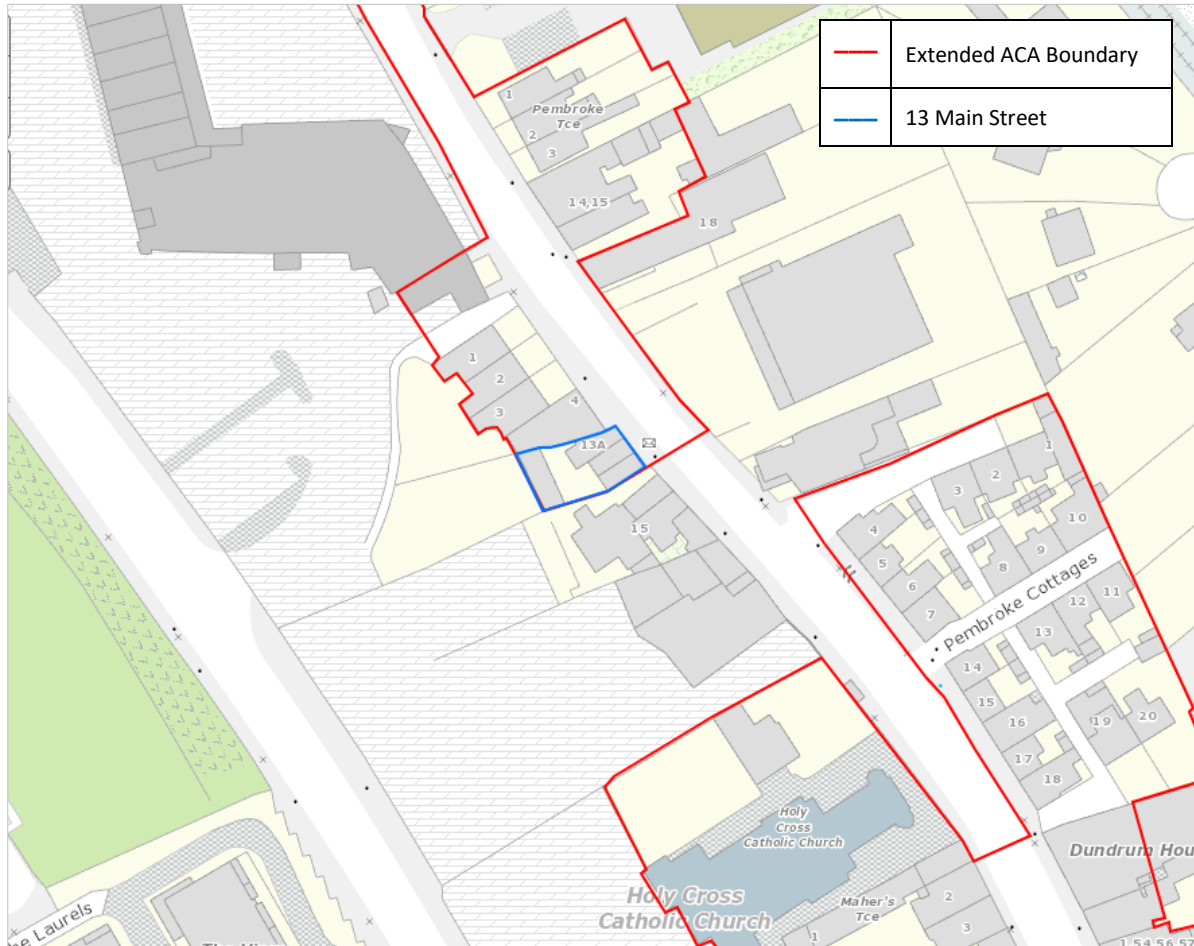 Extended ACA Boundary
13 Main Street
1
Pembroke
Tce
2
3
14,15
18
1
2
3
4
13A
15
1
2
3
4
5
6
7
10
9
8
11
12
13
Pembroke Cottages
14
15
16
17
18
19
20
Holy
Cross
Catholic Church
Holy Cross
Catholic Church
Maher's
Tce
1
2
3
Dundrum Hou
Laurels